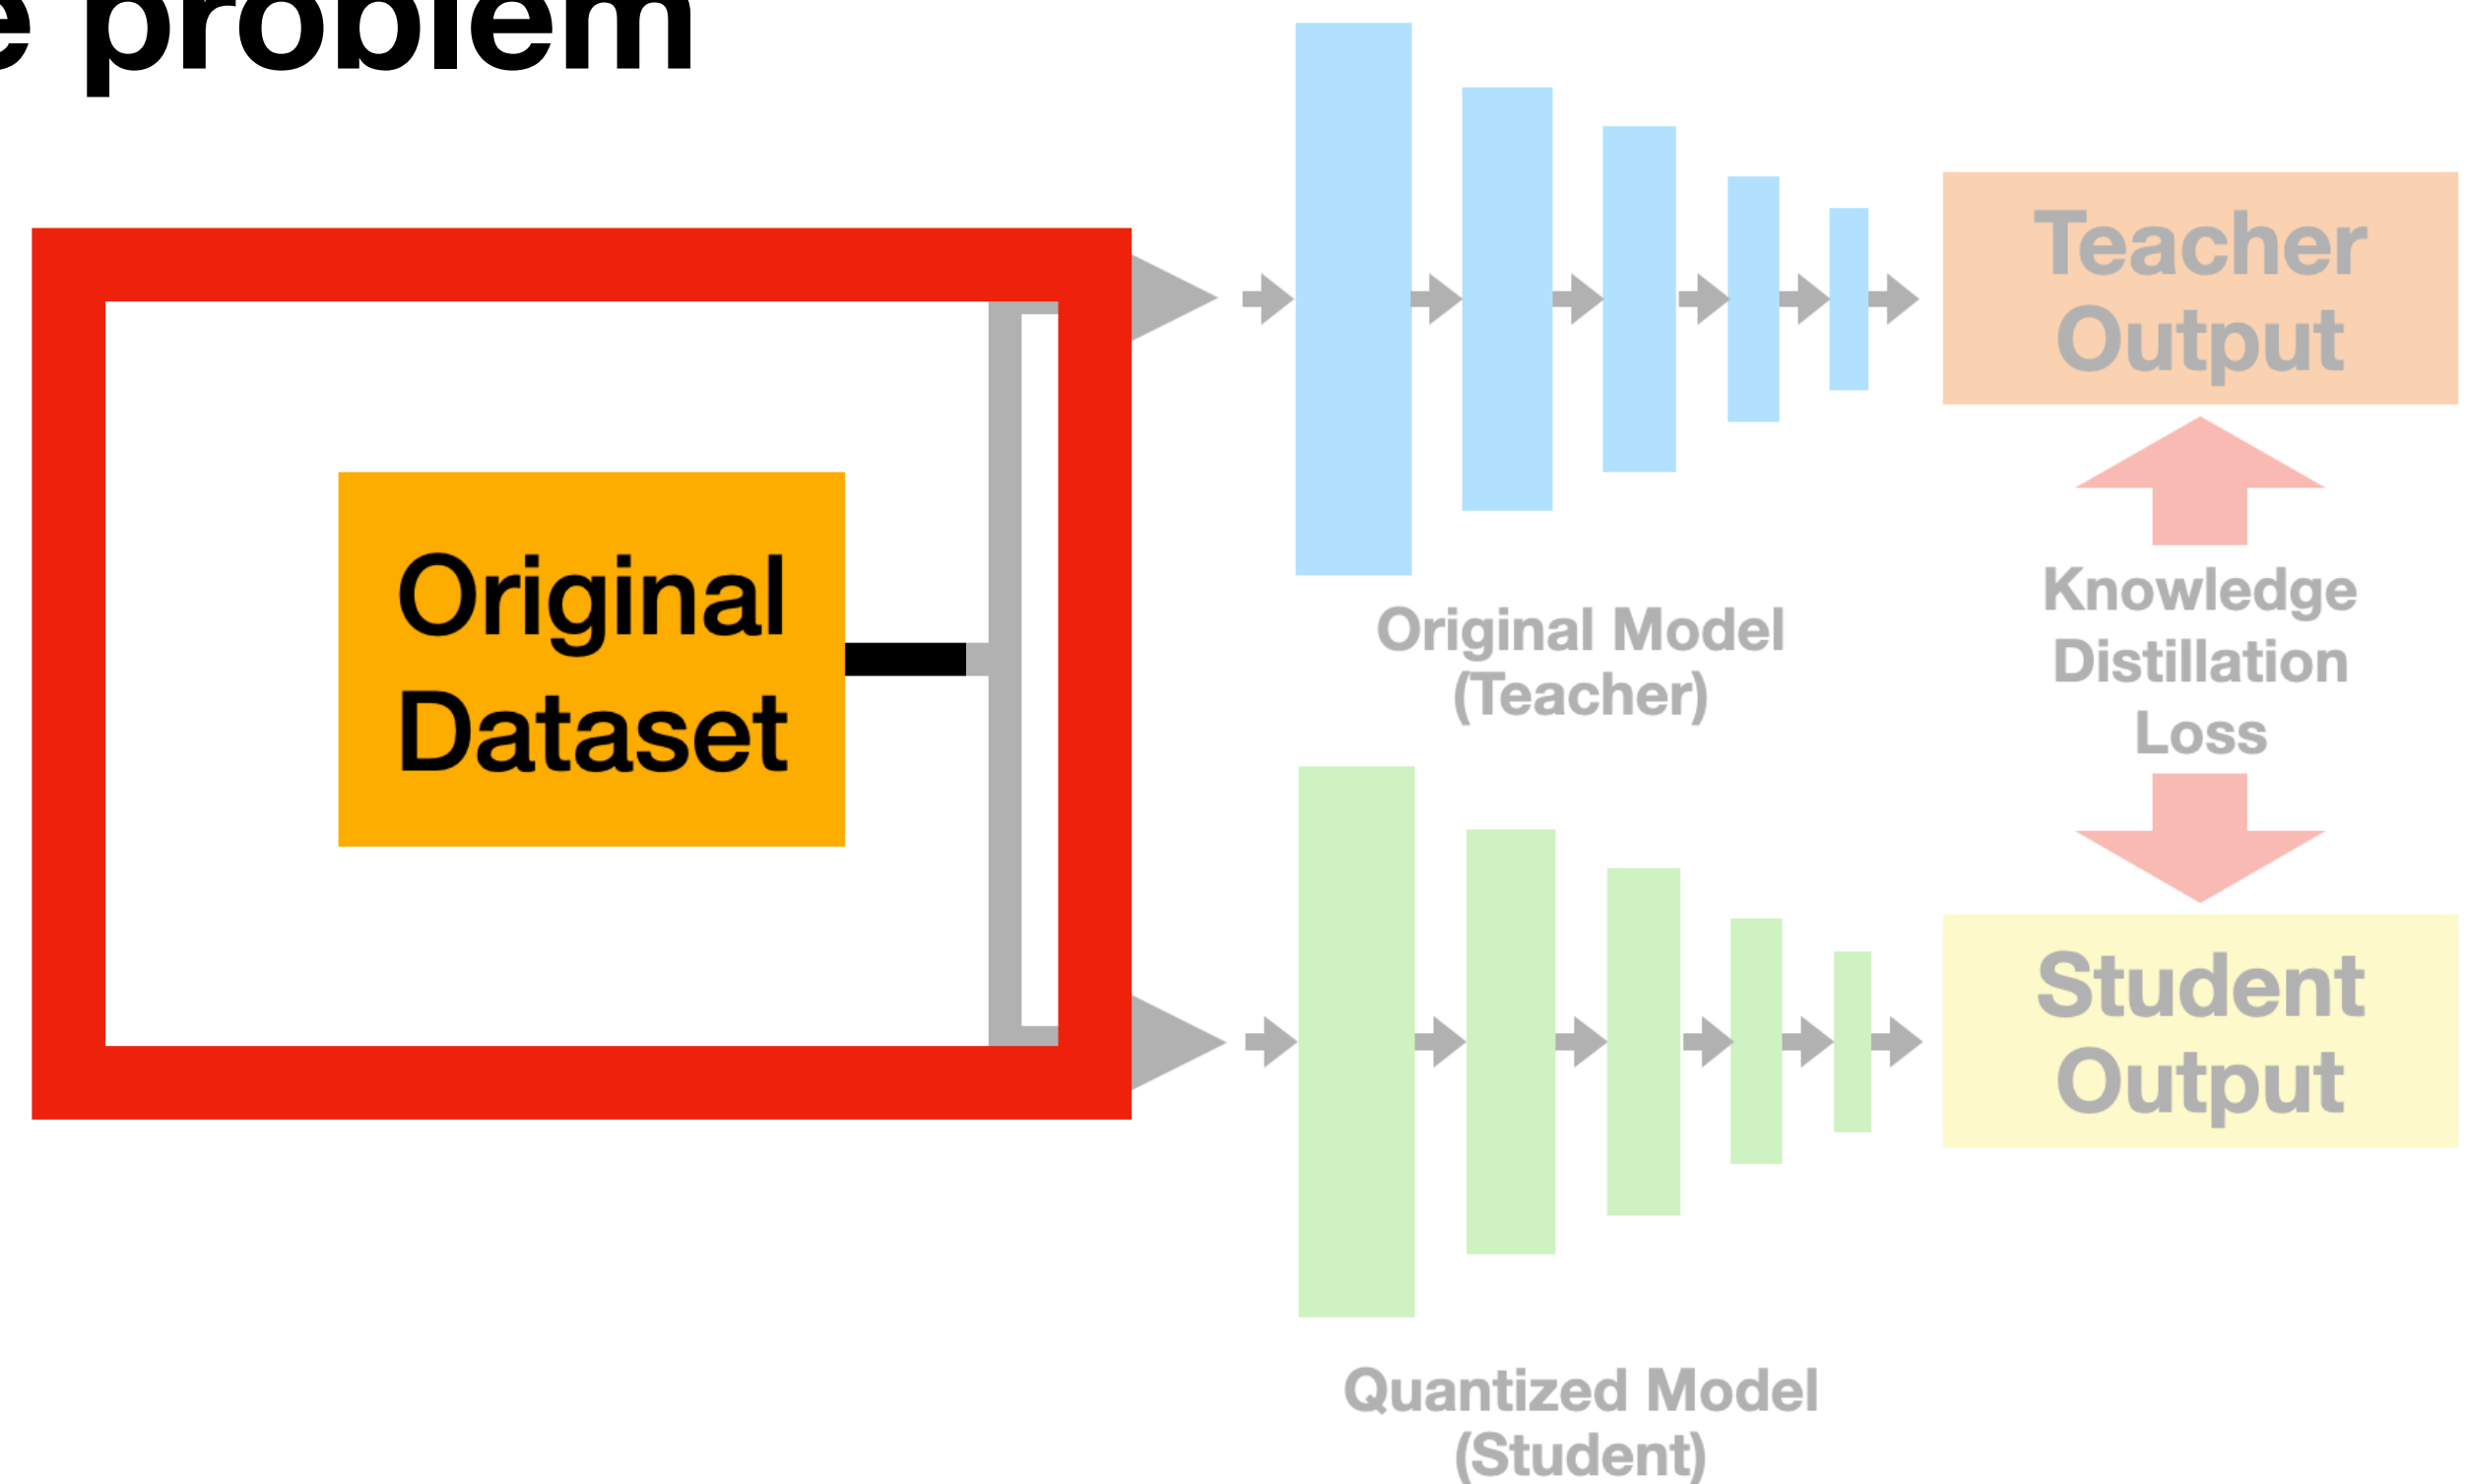 e problem
Original
Dataset
Original Model
(Teacher)
Quantized Model
(Student)
Teacher
Output
Knowledge
Distillation
Loss
Student
Output